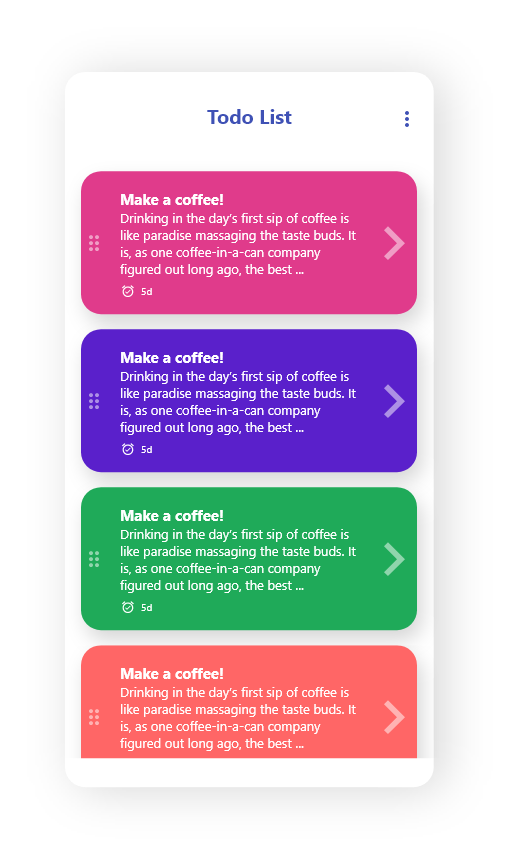 Todo List
Make a coffee!
Drinking in the day's first sip of coffee is
like paradise massaging the taste buds. It
is, as one coffee-in-a-can company
figured out long ago, the best ...
5d
Make a coffee!
Drinking in the day's first sip of coffee is
like paradise massaging the taste buds. It
is, as one coffee-in-a-can company
figured out long ago, the best ...
5d
Make a coffee!
Drinking in the day's first sip of coffee is
like paradise massaging the taste buds. It
is, as one coffee-in-a-can company
figured out long ago, the best ...
5d
Make a coffee!
Drinking in the day's first sip of coffee is
like paradise massaging the taste buds. It
is, as one coffee-in-a-can company
figured out long ago, the best ...